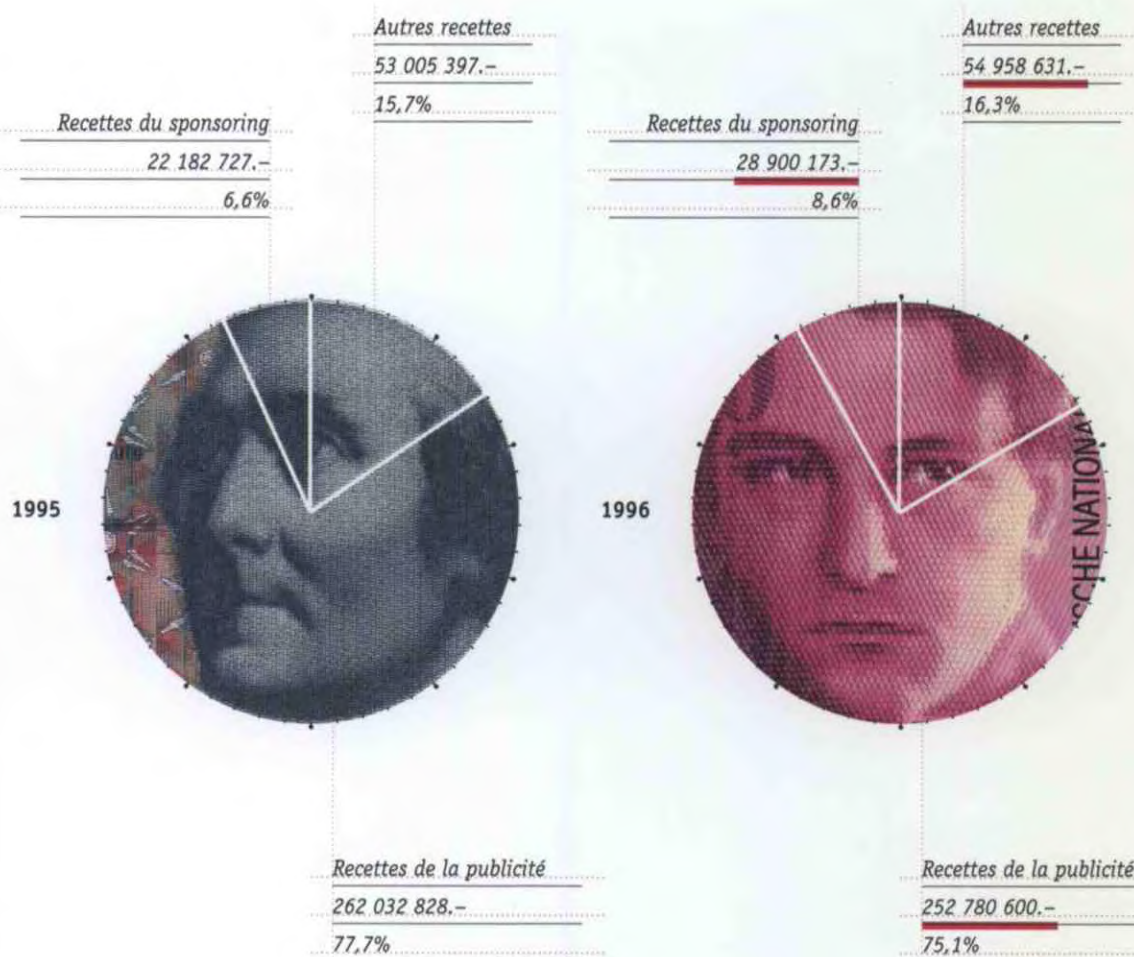 Autres recettes
53 005 397.–
15,7%
Recettes du sponsoring
22 182 727.–
6,6%
1995
Recettes de la publicité
262 032 828.–
77,7%
Autres recettes
54 958 631.–
16,3%
Recettes du sponsoring
28 900 173.–
8,6%
1996
SCHE NATIONA
Recettes de la publicité
252 780 600.–
75,1%